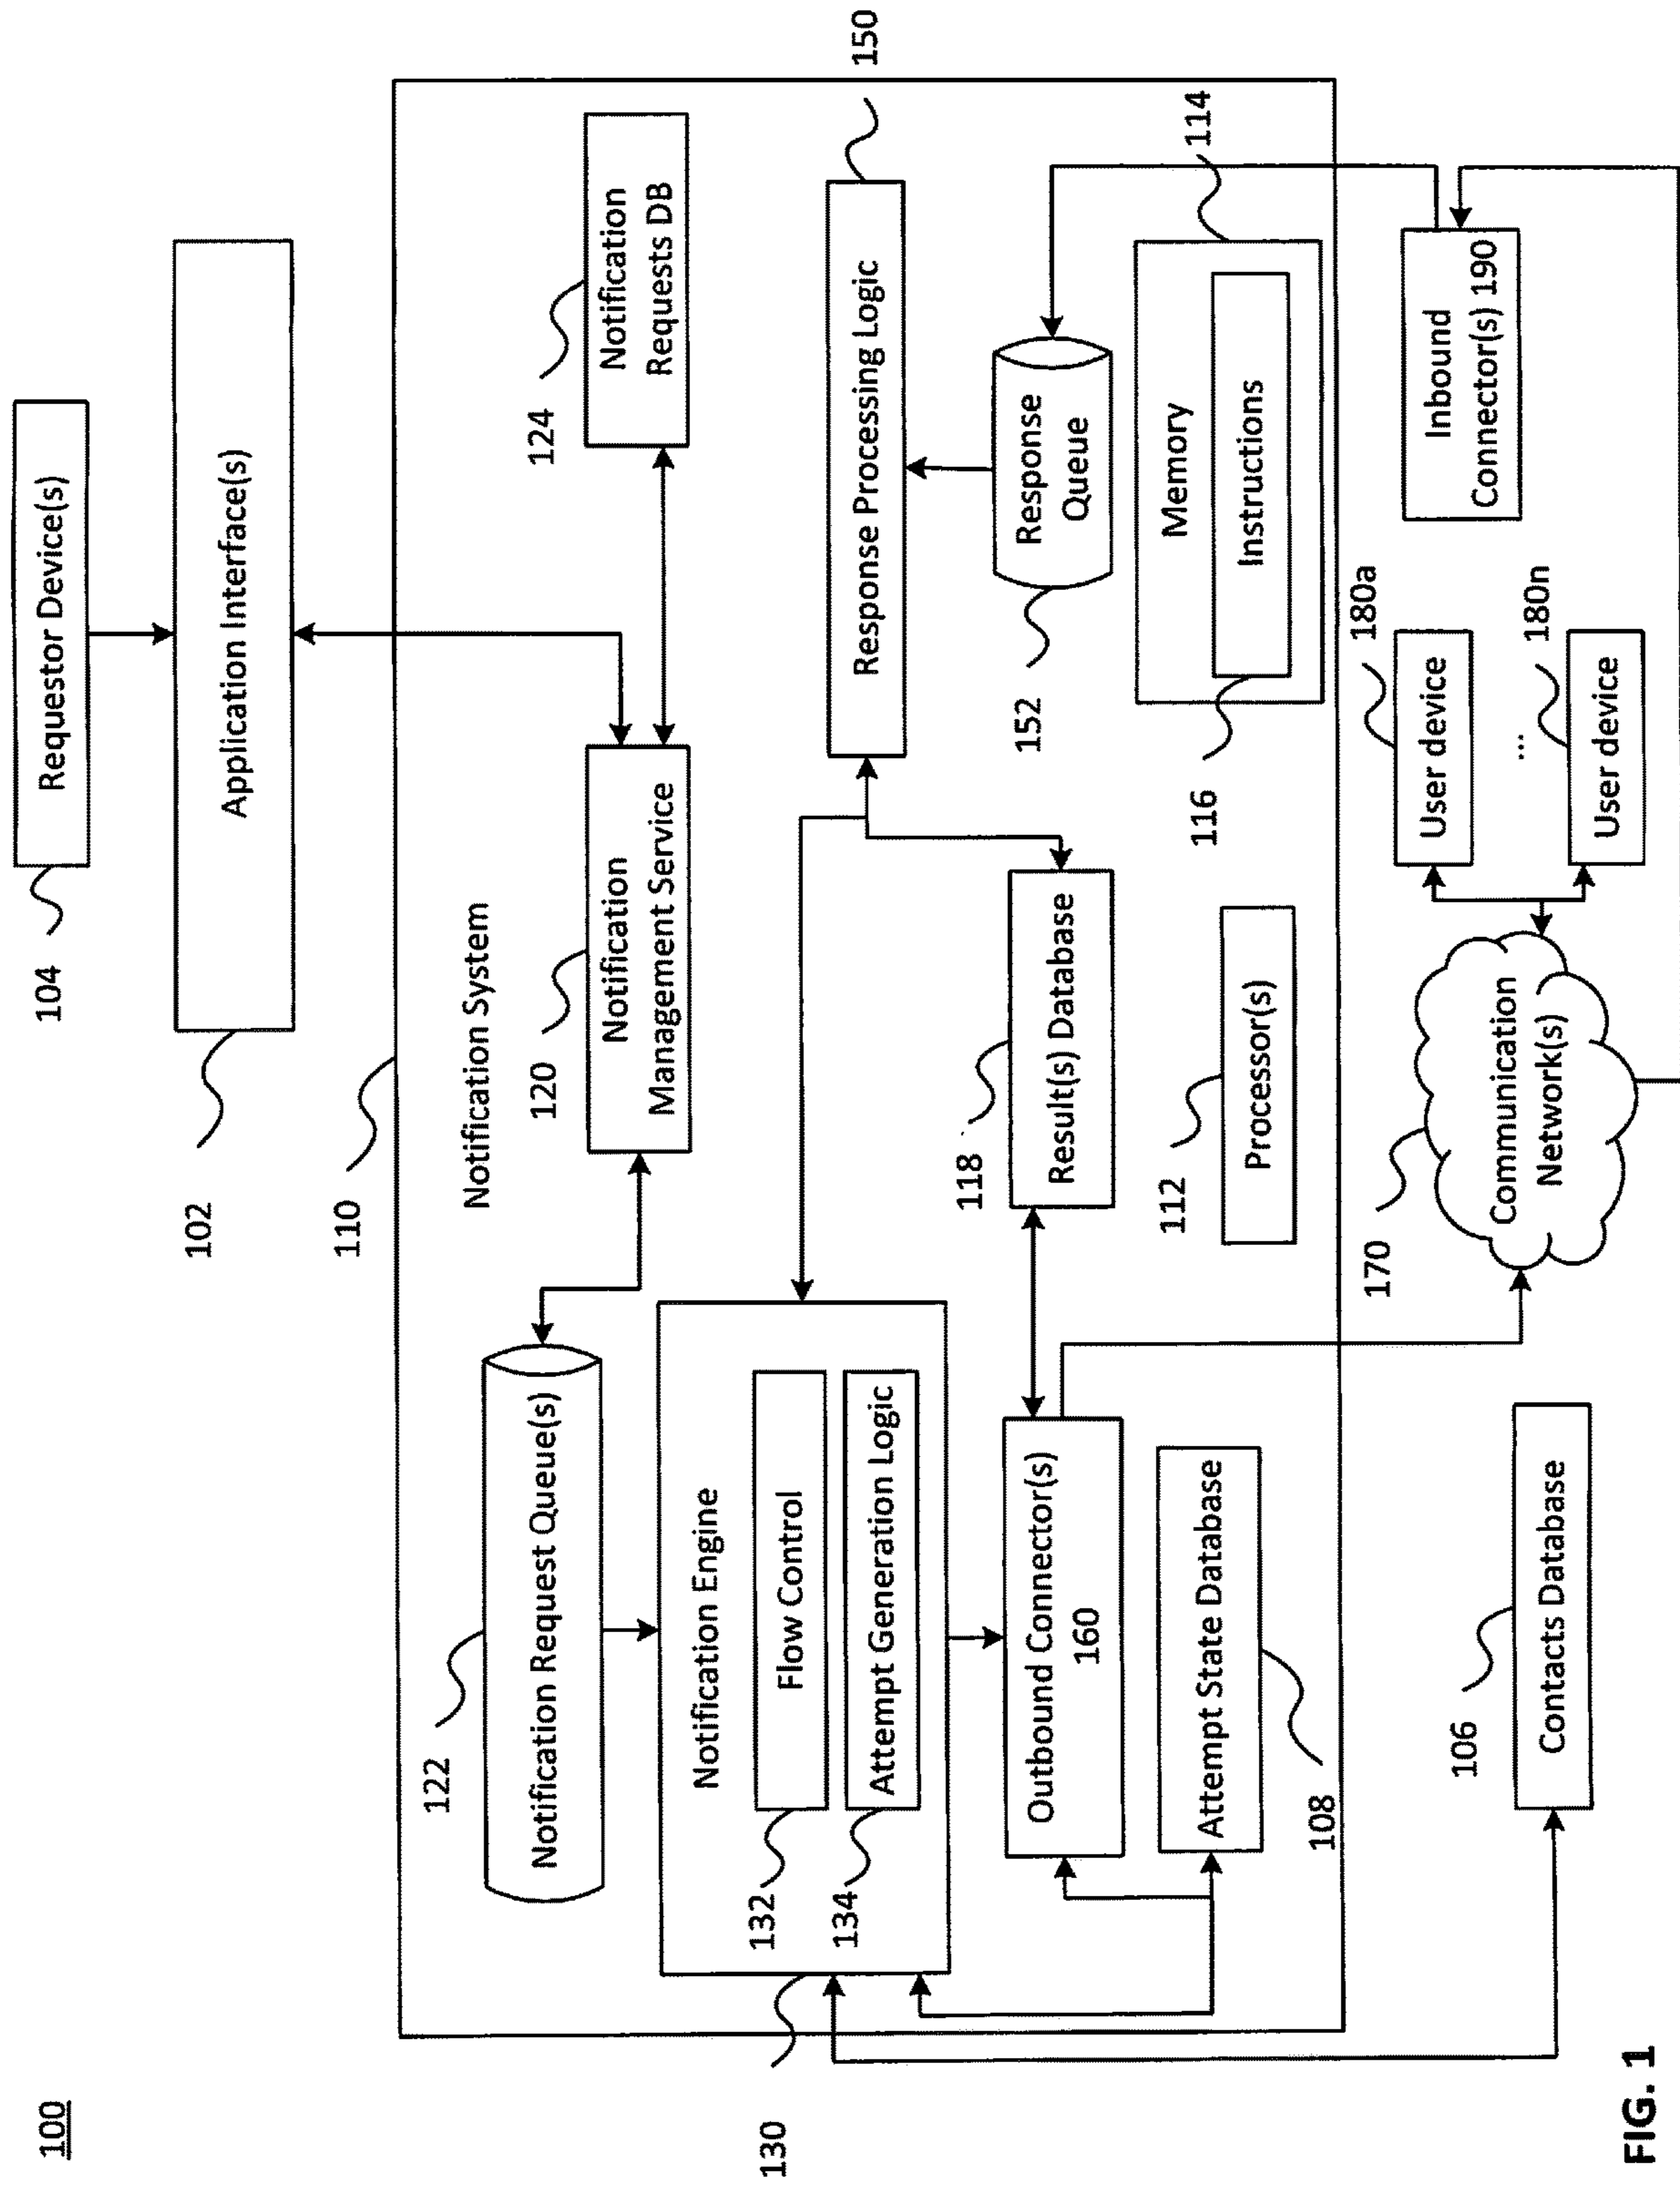 100
Requestor Device(s)
104
Application Interface(s)
102
110
Notification System
Notification
Requests DB
124
Notification
Management Service
120
Notification Request Queue(s)
122
Notification Engine
Flow Control
132
Attempt Generation Logic
134
130
Response Processing Logic
150
Response
Queue
152
Result(s) Database
118
Outbound Connector(s)
160
Attempt State Database
108
Memory
114
Instructions
116
Processor(s)
112
Inbound
Connector(s) 190
User device
180a
...
User device
180n
Communication
Network(s)
170
Contacts Database
106
FIG. 1